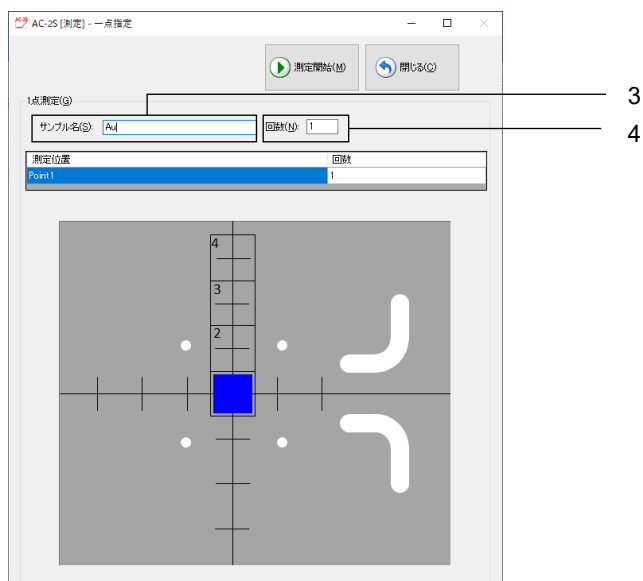 AC-2S [測定] - 一点指定
測定開始(M) 閉じる(C)
1点測定(G)
サンプル名(S): Au 回数(N): 1
3
4
測定位置 回数
Point1 1
4
3
2